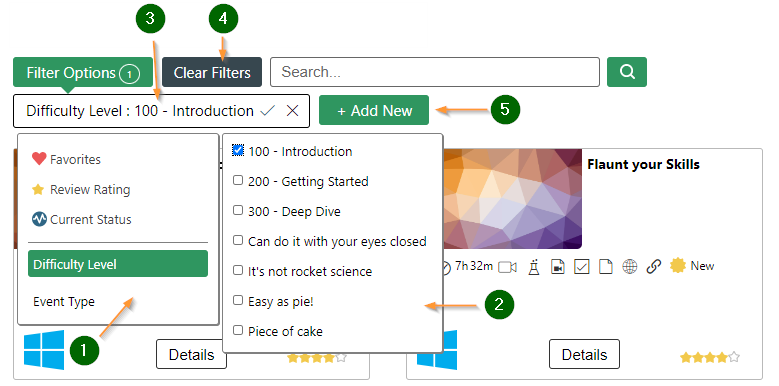 3
4
Filter Options 1
Clear Filters
Search...
Difficulty Level : 100 - Introduction
+ Add New
5
Favorites
Review Rating
Current Status
Difficulty Level
Event Type
1
100 - Introduction
200 - Getting Started
300 - Deep Dive
Can do it with your eyes closed
It's not rocket science
Easy as pie!
Piece of cake
2
Flaunt your Skills
7h 32m
New
Details
Details